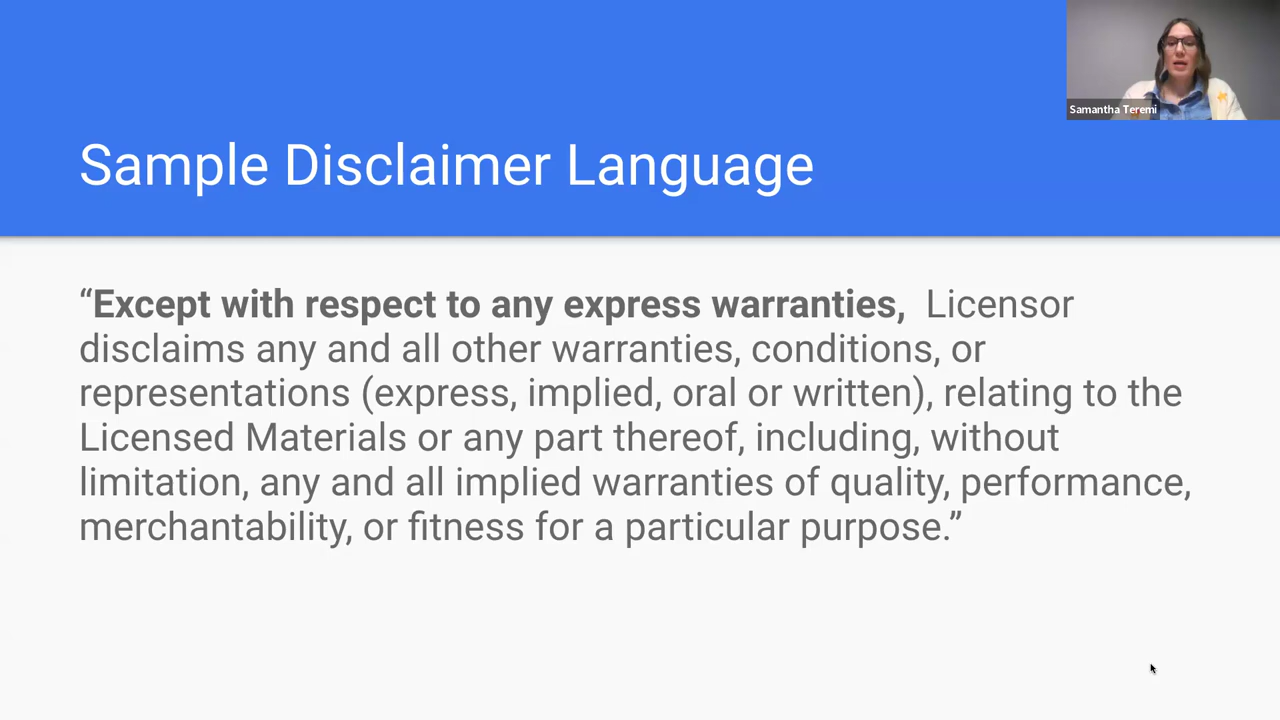 Samantha Teremi
Sample Disclaimer Language
“Except with respect to any express warranties,  Licensor
disclaims any and all other warranties, conditions, or
representations (express, implied, oral or written), relating to the
Licensed Materials or any part thereof, including, without
limitation, any and all implied warranties of quality, performance,
merchantability, or fitness for a particular purpose.”